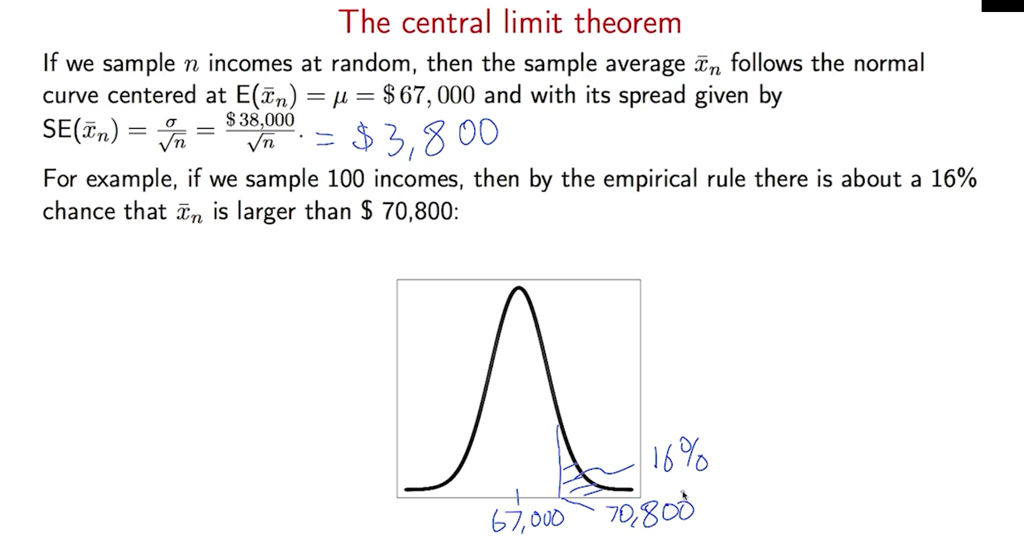 The central limit theorem
If we sample n incomes at random, then the sample average x̄ₙ follows the normal
curve centered at E(x̄ₙ) = μ = $67,000 and with its spread given by
SE(x̄ₙ) = σ/√n = $38,000/√n. = $3,800
For example, if we sample 100 incomes, then by the empirical rule there is about a 16%
chance that x̄ₙ is larger than $ 70,800:
16%
67,000 70,800